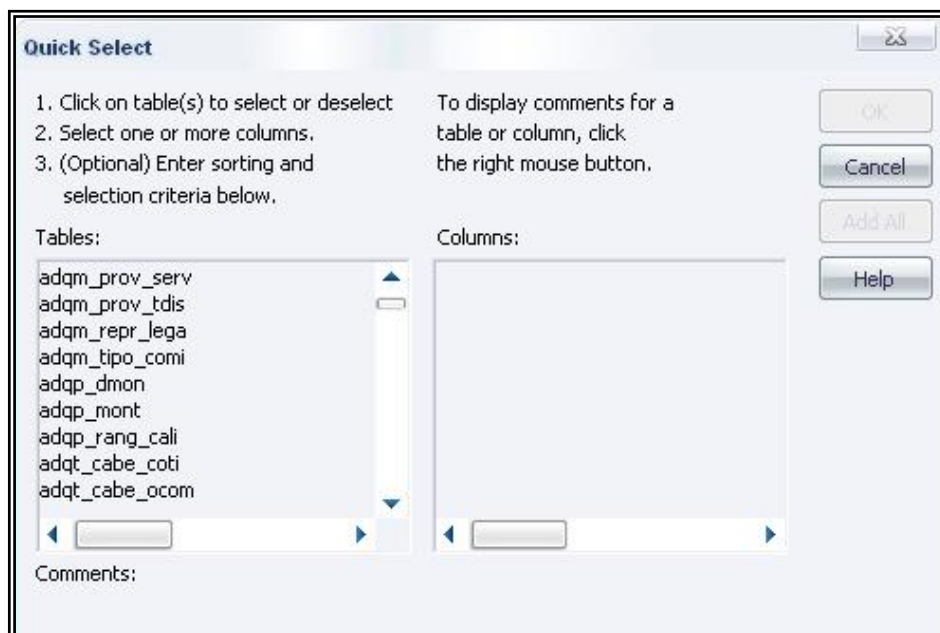 Quick Select
1. Click on table(s) to select or deselect
2. Select one or more columns.
3. (Optional) Enter sorting and
selection criteria below.
To display comments for a
table or column, click
the right mouse button.
OK
Cancel
Add All
Help
Tables:
adqm_prov_serv
adqm_prov_tdis
adqm_repr_lega
adqm_tipo_comi
adqp_dmon
adqp_mont
adqp_rang_cali
adqt_cabe_coti
adqt_cabe_ocom
Columns:
Comments: